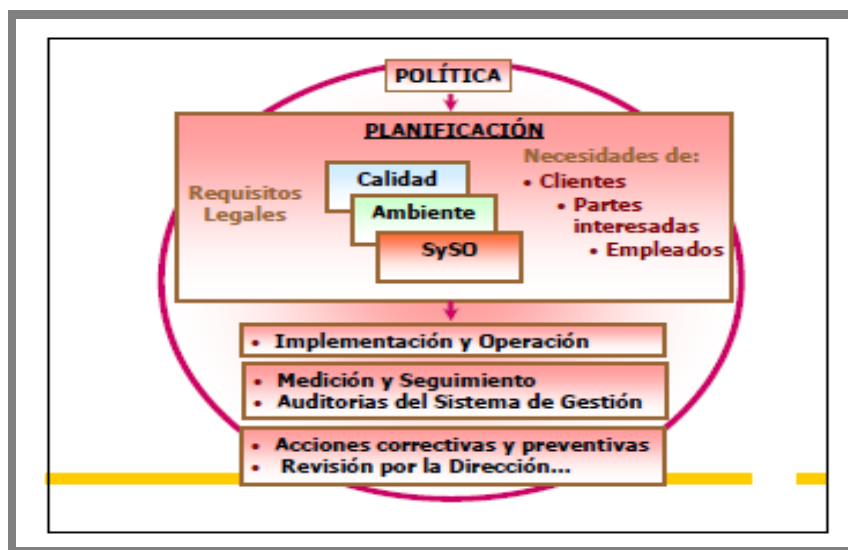 POLÍTICA
PLANIFICACIÓN
Requisitos
Legales
Calidad
Ambiente
SySO
Necesidades de:
• Clientes
• Partes
interesadas
• Empleados
• Implementación y Operación
• Medición y Seguimiento
• Auditorias del Sistema de Gestión
• Acciones correctivas y preventivas
• Revisión por la Dirección...